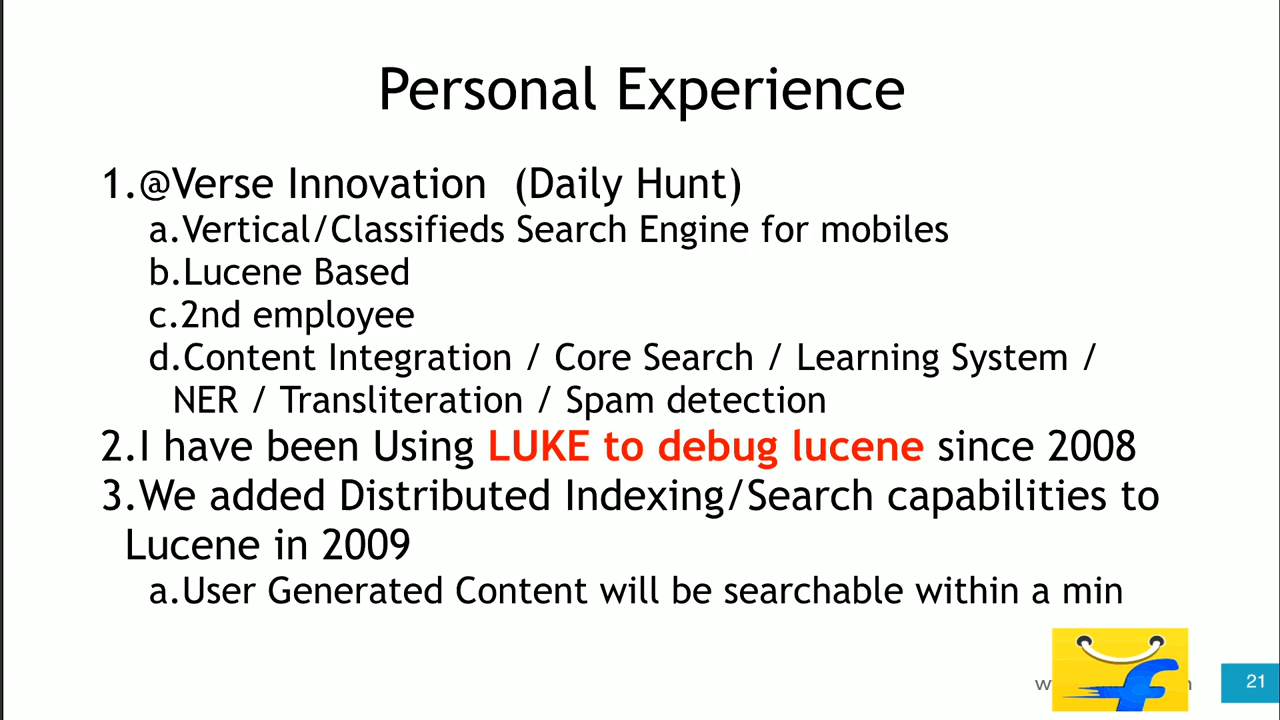 Personal Experience
1.@Verse Innovation (Daily Hunt)
a.Vertical/Classifieds Search Engine for mobiles
b.Lucene Based
c.2nd employee
d.Content Integration / Core Search / Learning System /
NER / Transliteration / Spam detection
2.I have been Using LUKE to debug lucene since 2008
3.We added Distributed Indexing/Search capabilities to
Lucene in 2009
a.User Generated Content will be searchable within a min
21